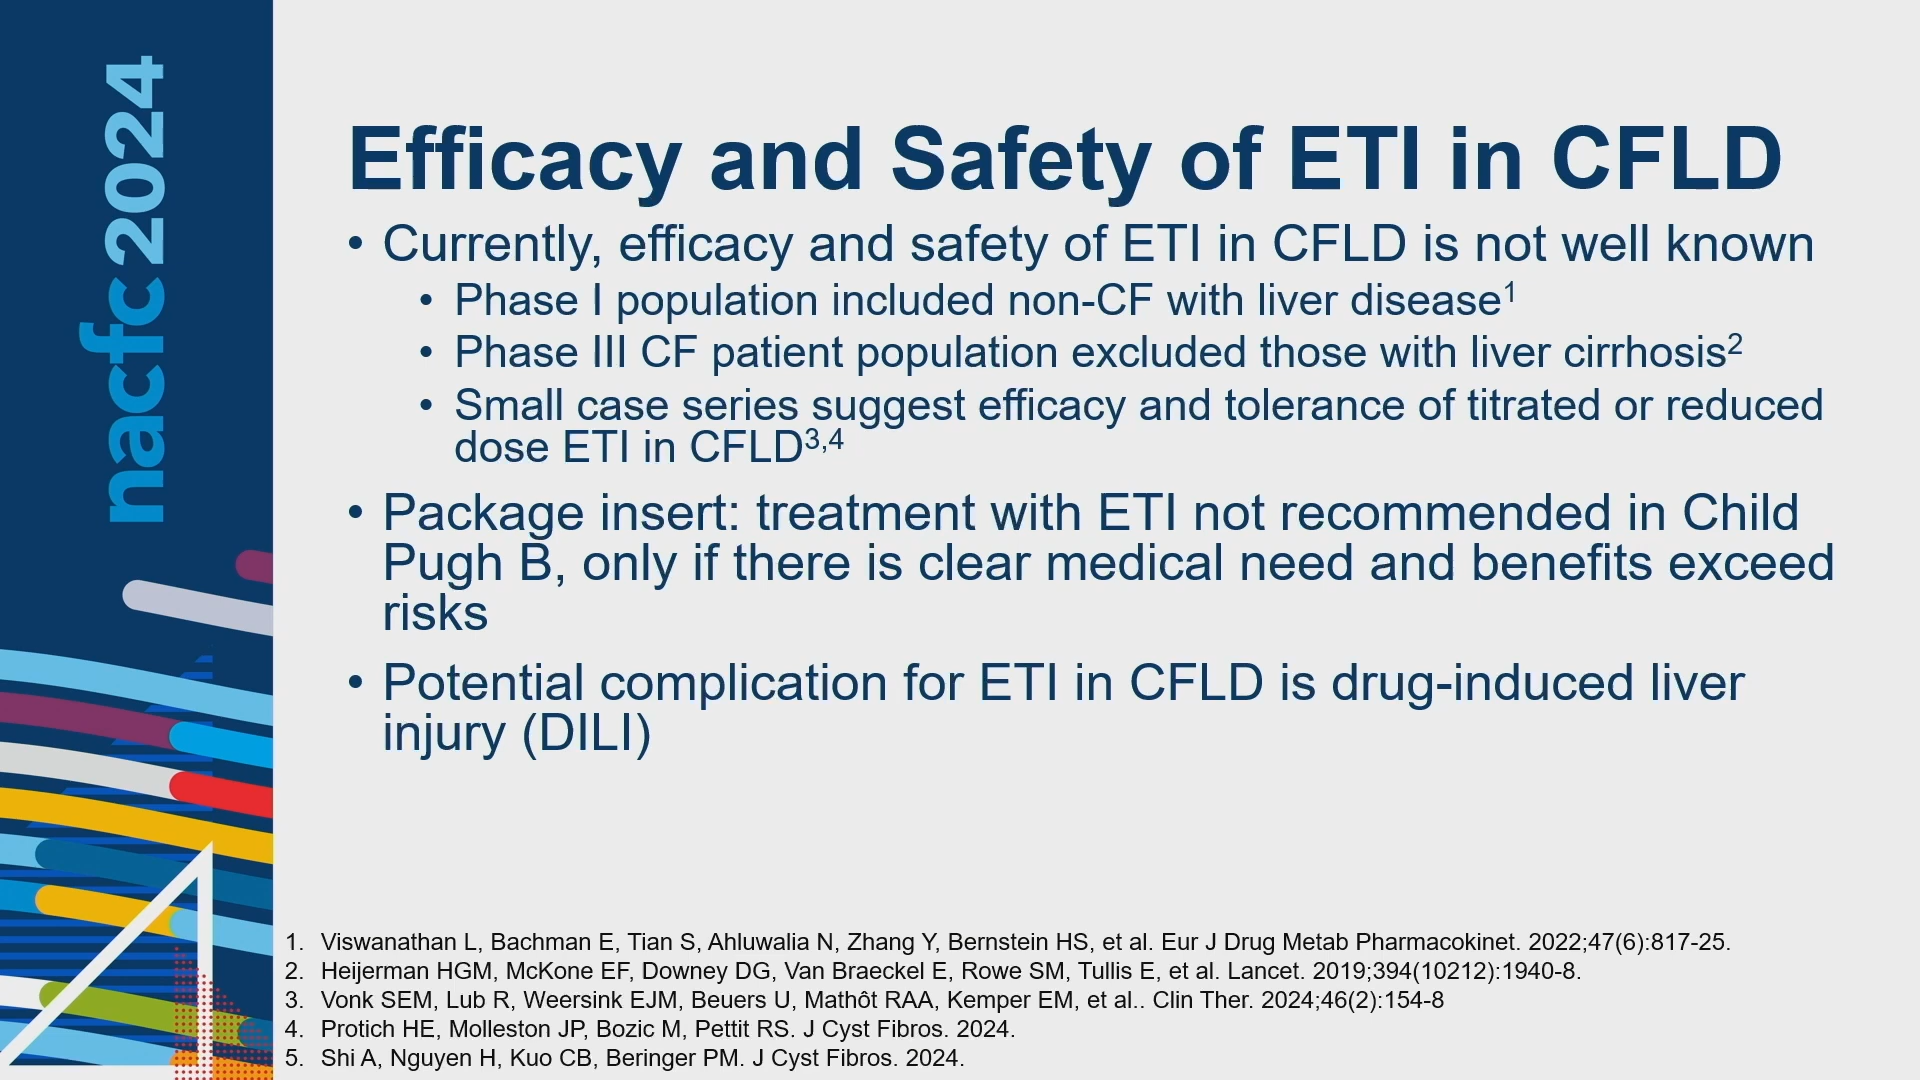 nacfc2024
Efficacy and Safety of ETI in CFLD
• Currently, efficacy and safety of ETI in CFLD is not well known
• Phase I population included non-CF with liver disease1
• Phase III CF patient population excluded those with liver cirrhosis2
• Small case series suggest efficacy and tolerance of titrated or reduced
dose ETI in CFLD3,4
• Package insert: treatment with ETI not recommended in Child
Pugh B, only if there is clear medical need and benefits exceed
risks
• Potential complication for ETI in CFLD is drug-induced liver
injury (DILI)
1. Viswanathan L, Bachman E, Tian S, Ahluwalia N, Zhang Y, Bernstein HS, et al. Eur J Drug Metab Pharmacokinet. 2022;47(6):817-25.
2. Heijerman HGM, McKone EF, Downey DG, Van Braeckel E, Rowe SM, Tullis E, et al. Lancet. 2019;394(10212):1940-8.
3. Vonk SEM, Lub R, Weersink EJM, Beuers U, Mathôt RAA, Kemper EM, et al.. Clin Ther. 2024;46(2):154-8
4. Protich HE, Molleston JP, Bozic M, Pettit RS. J Cyst Fibros. 2024.
5. Shi A, Nguyen H, Kuo CB, Beringer PM. J Cyst Fibros. 2024.